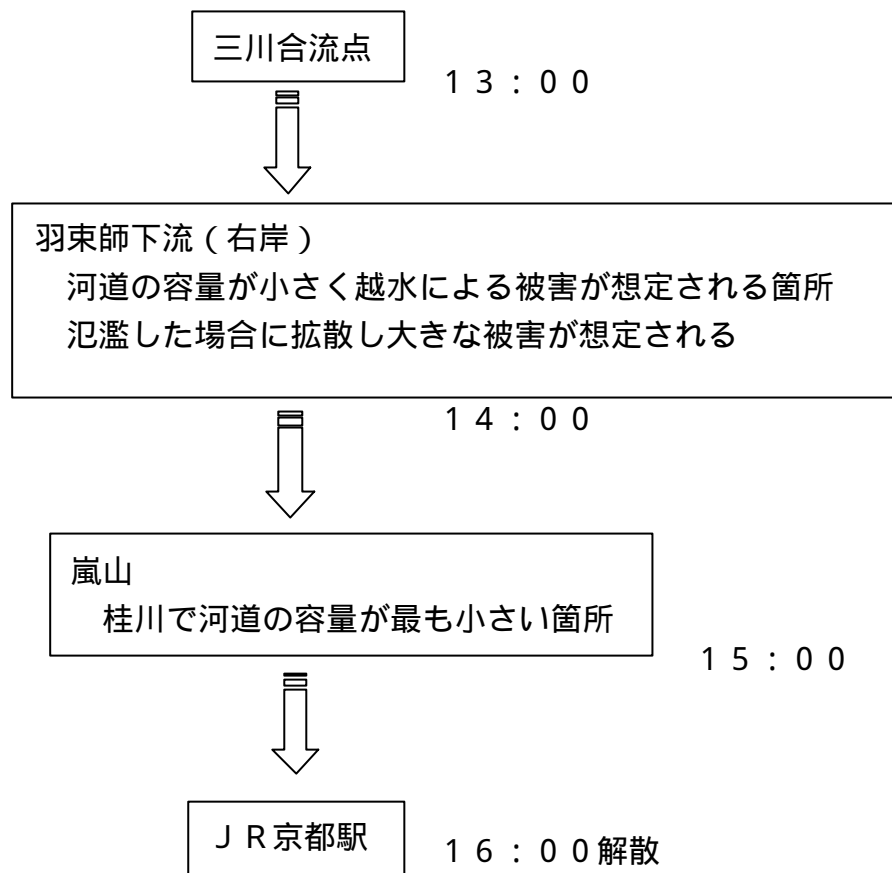 三川合流点
１３：００
羽束師下流（右岸）
河道の容量が小さく越水による被害が想定される箇所
氾濫した場合に拡散し大きな被害が想定される
１４：００
嵐山
桂川で河道の容量が最も小さい箇所
１５：００
ＪＲ京都駅
１６：００解散